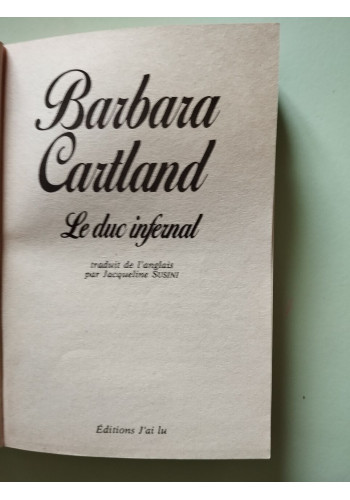 Barbara
Cartland
Le duc infernal
traduit de l'anglais
par Jacqueline SUSINI
Éditions J'ai lu